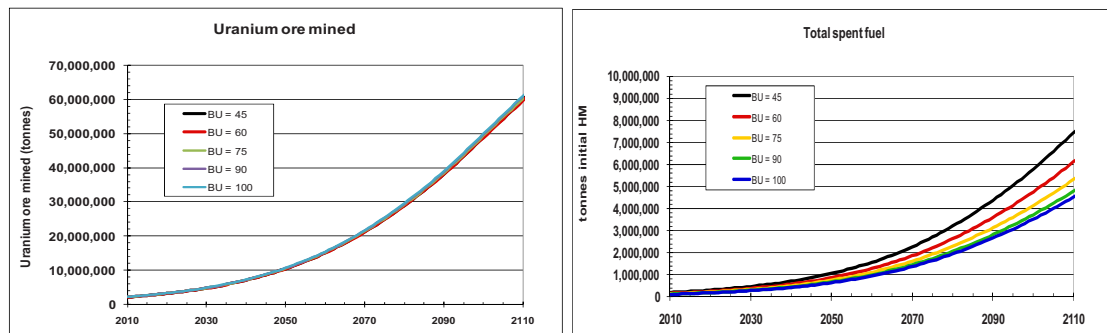 Uranium ore mined
Uranium ore mined (tonnes)
70,000,000
60,000,000
50,000,000
40,000,000
30,000,000
20,000,000
10,000,000
0
BU = 45
BU = 60
BU = 75
BU = 90
BU = 100
2010 2030 2050 2070 2090 2110
Total spent fuel
tonnes initial HM
10,000,000
9,000,000
8,000,000
7,000,000
6,000,000
5,000,000
4,000,000
3,000,000
2,000,000
1,000,000
0
BU = 45
BU = 60
BU = 75
BU = 90
BU = 100
2010 2030 2050 2070 2090 2110